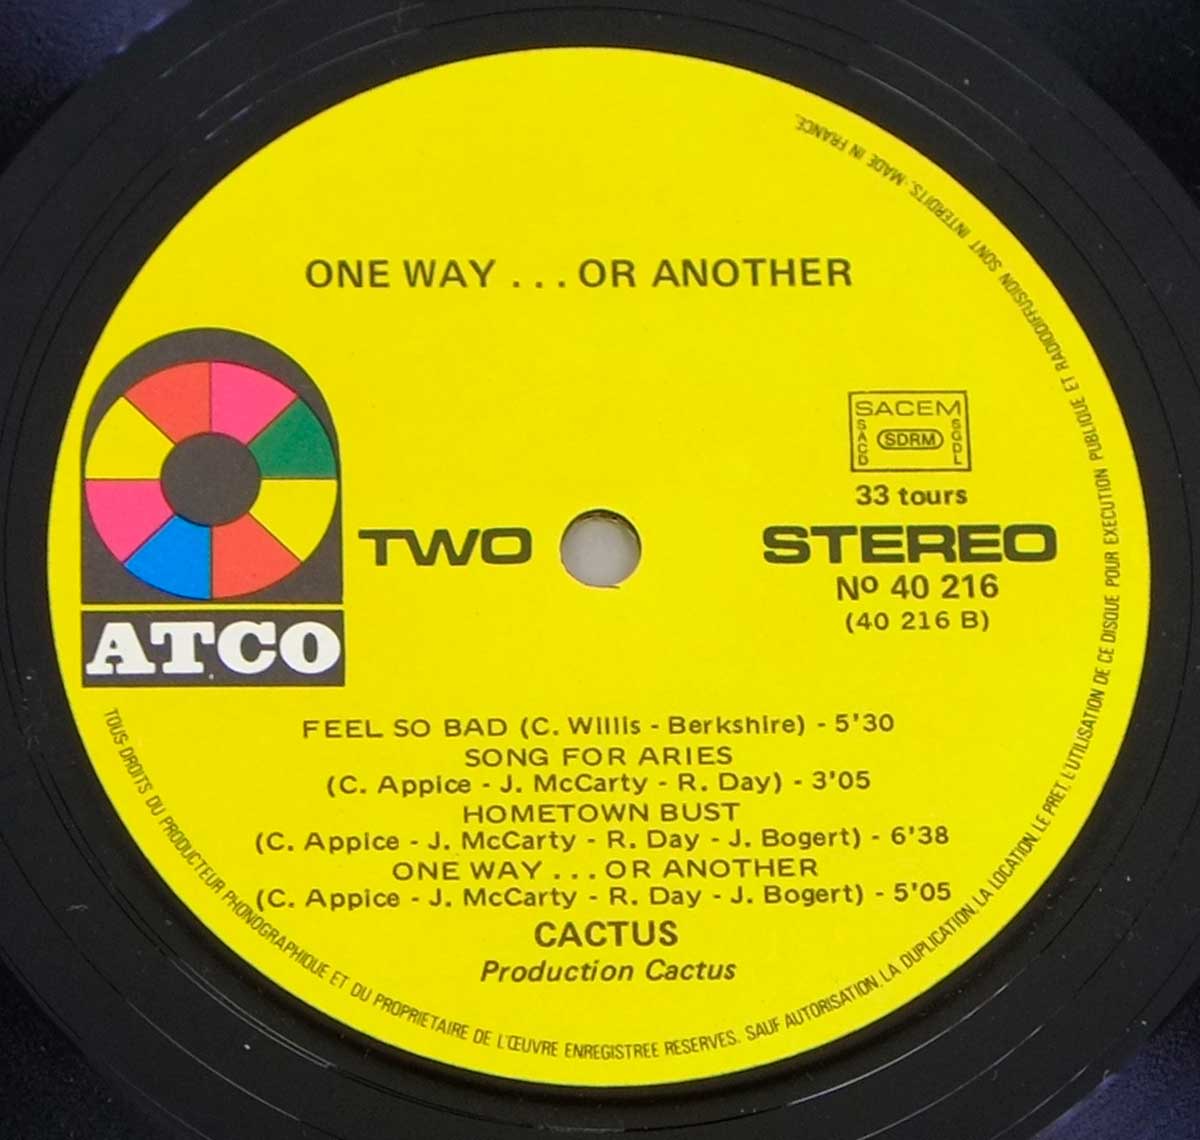 ONE WAY ... OR ANOTHER
SACEM
SACD
SDRM
SGDL
33 tours
TWO
STEREO
Nº 40 216
(40 216 B)
ATCO
FEEL SO BAD (C. Willis - Berkshire) - 5'30
SONG FOR ARIES
(C. Appice - J. McCarty - R. Day) - 3'05
HOMETOWN BUST
(C. Appice - J. McCarty - R. Day - J. Bogert) - 6'38
ONE WAY ... OR ANOTHER
(C. Appice - J. McCarty - R. Day - J. Bogert) - 5'05
CACTUS
Production Cactus
TOUS DROITS DU PRODUCTEUR PHONOGRAPHIQUE ET DU PROPRIETAIRE DE L'ŒUVRE ENREGISTREE RESERVES. SAUF AUTORISATION, LA DUPLICATION, LA LOCATION, LE PRET, L'UTILISATION DE CE DISQUE POUR EXECUTION PUBLIQUE ET RADIODIFFUSION SONT INTERDITS. MADE IN FRANCE.